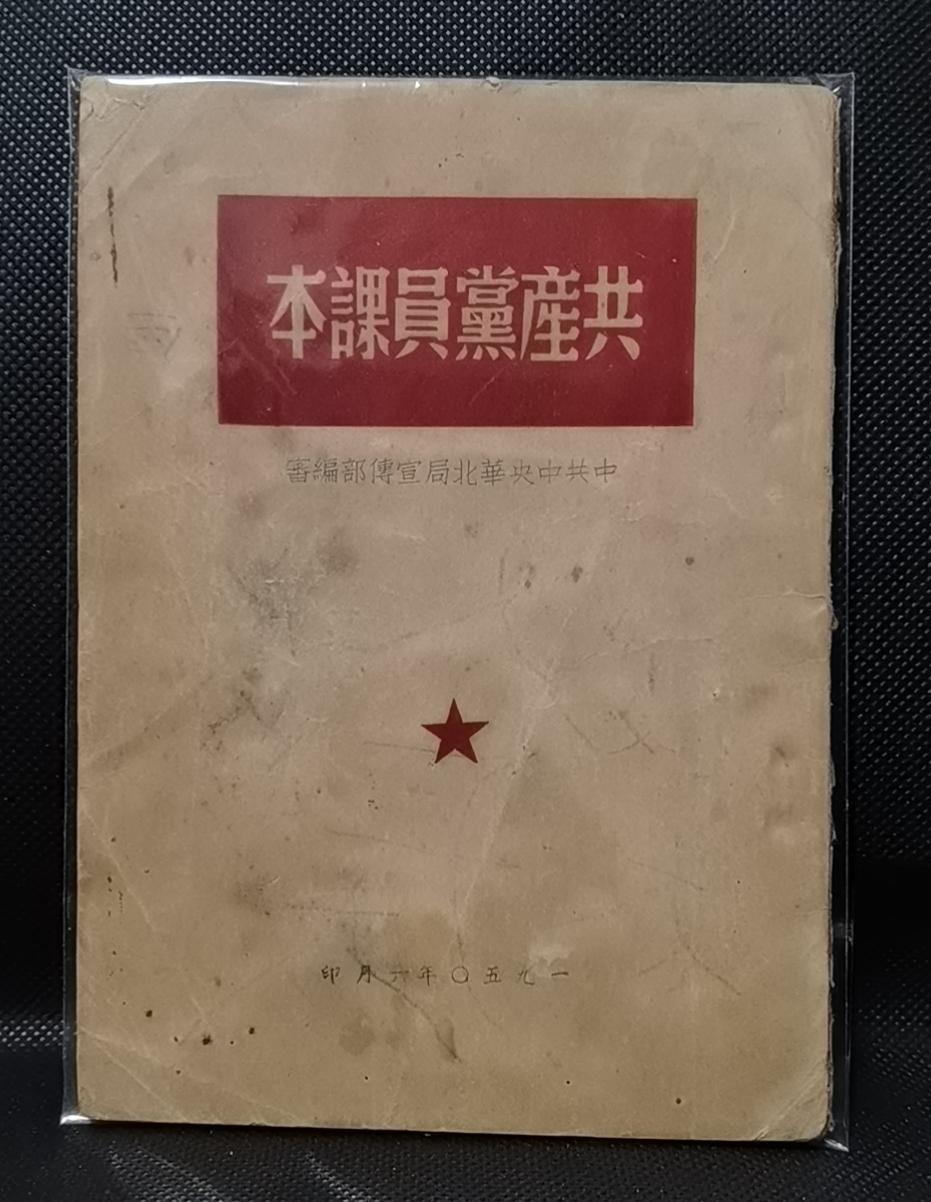 共產黨員課本
中共中央華北局宣傳部編審
一九五〇年六月印